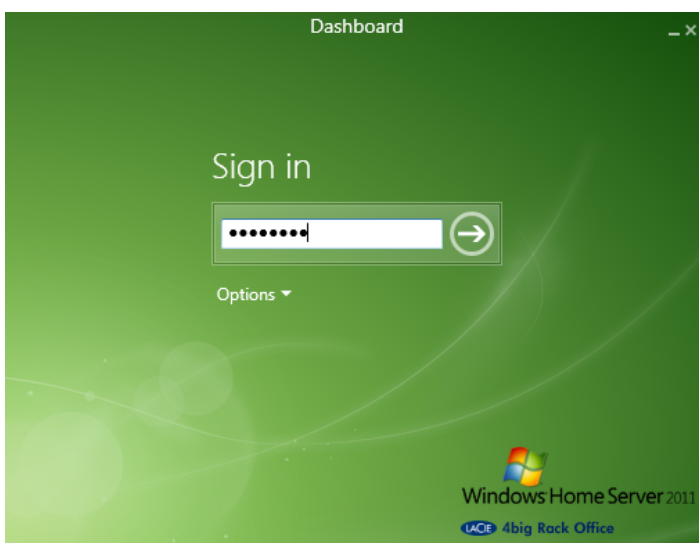 Dashboard
Sign in
••••••••
Options
Windows Home Server 2011
LACIE 4big Rack Office